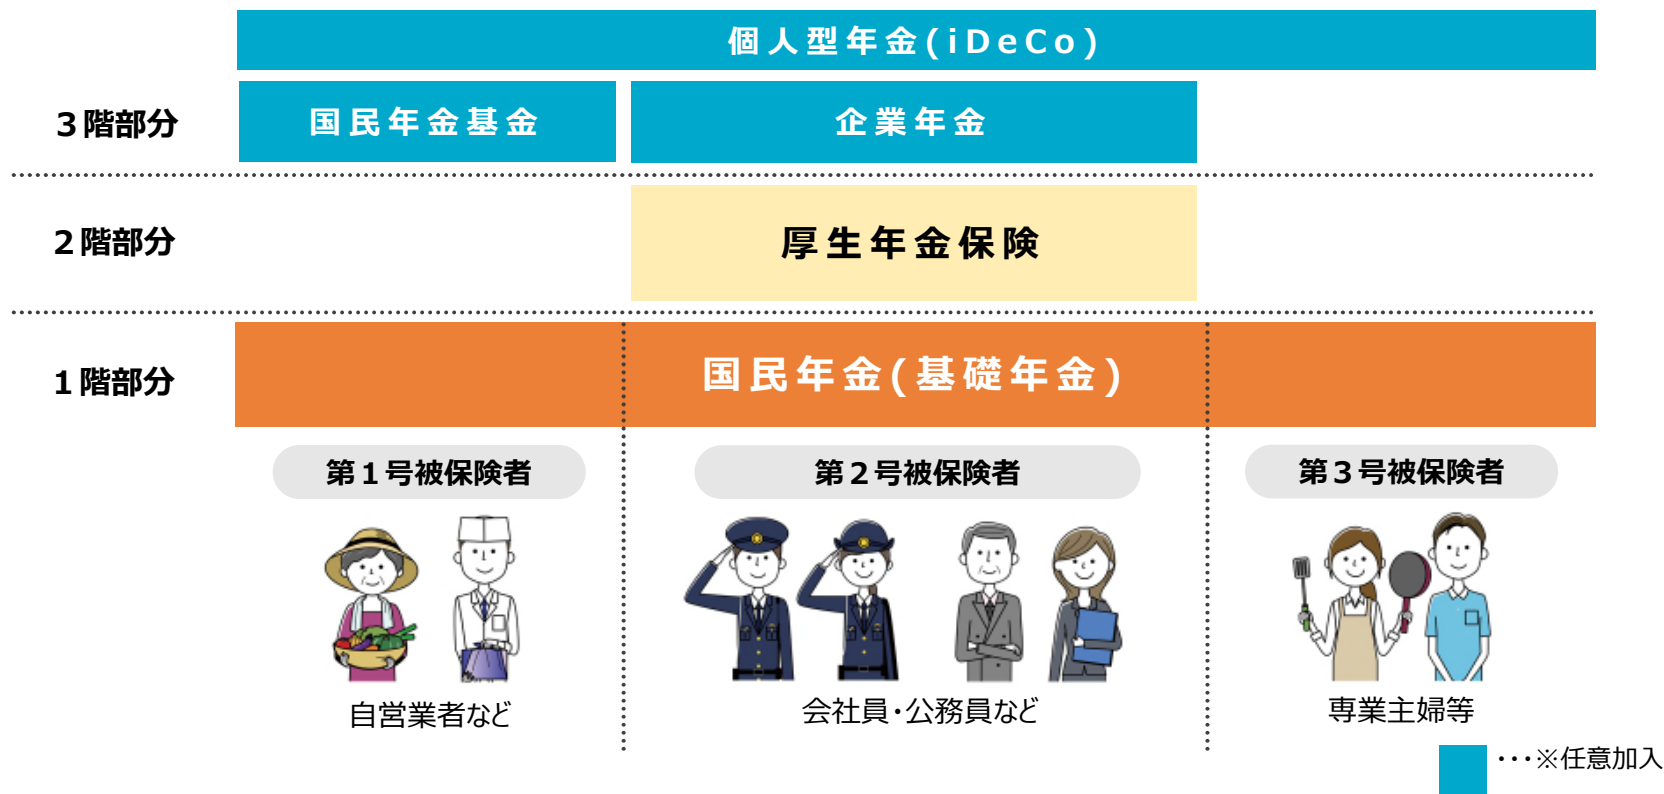 個人型年金(iDeCo)
3階部分
国民年金基金
企業年金
2階部分
厚生年金保険
1階部分
国民年金(基礎年金)
第1号被保険者
第2号被保険者
第3号被保険者
自営業者など
会社員・公務員など
専業主婦等
・・・※任意加入